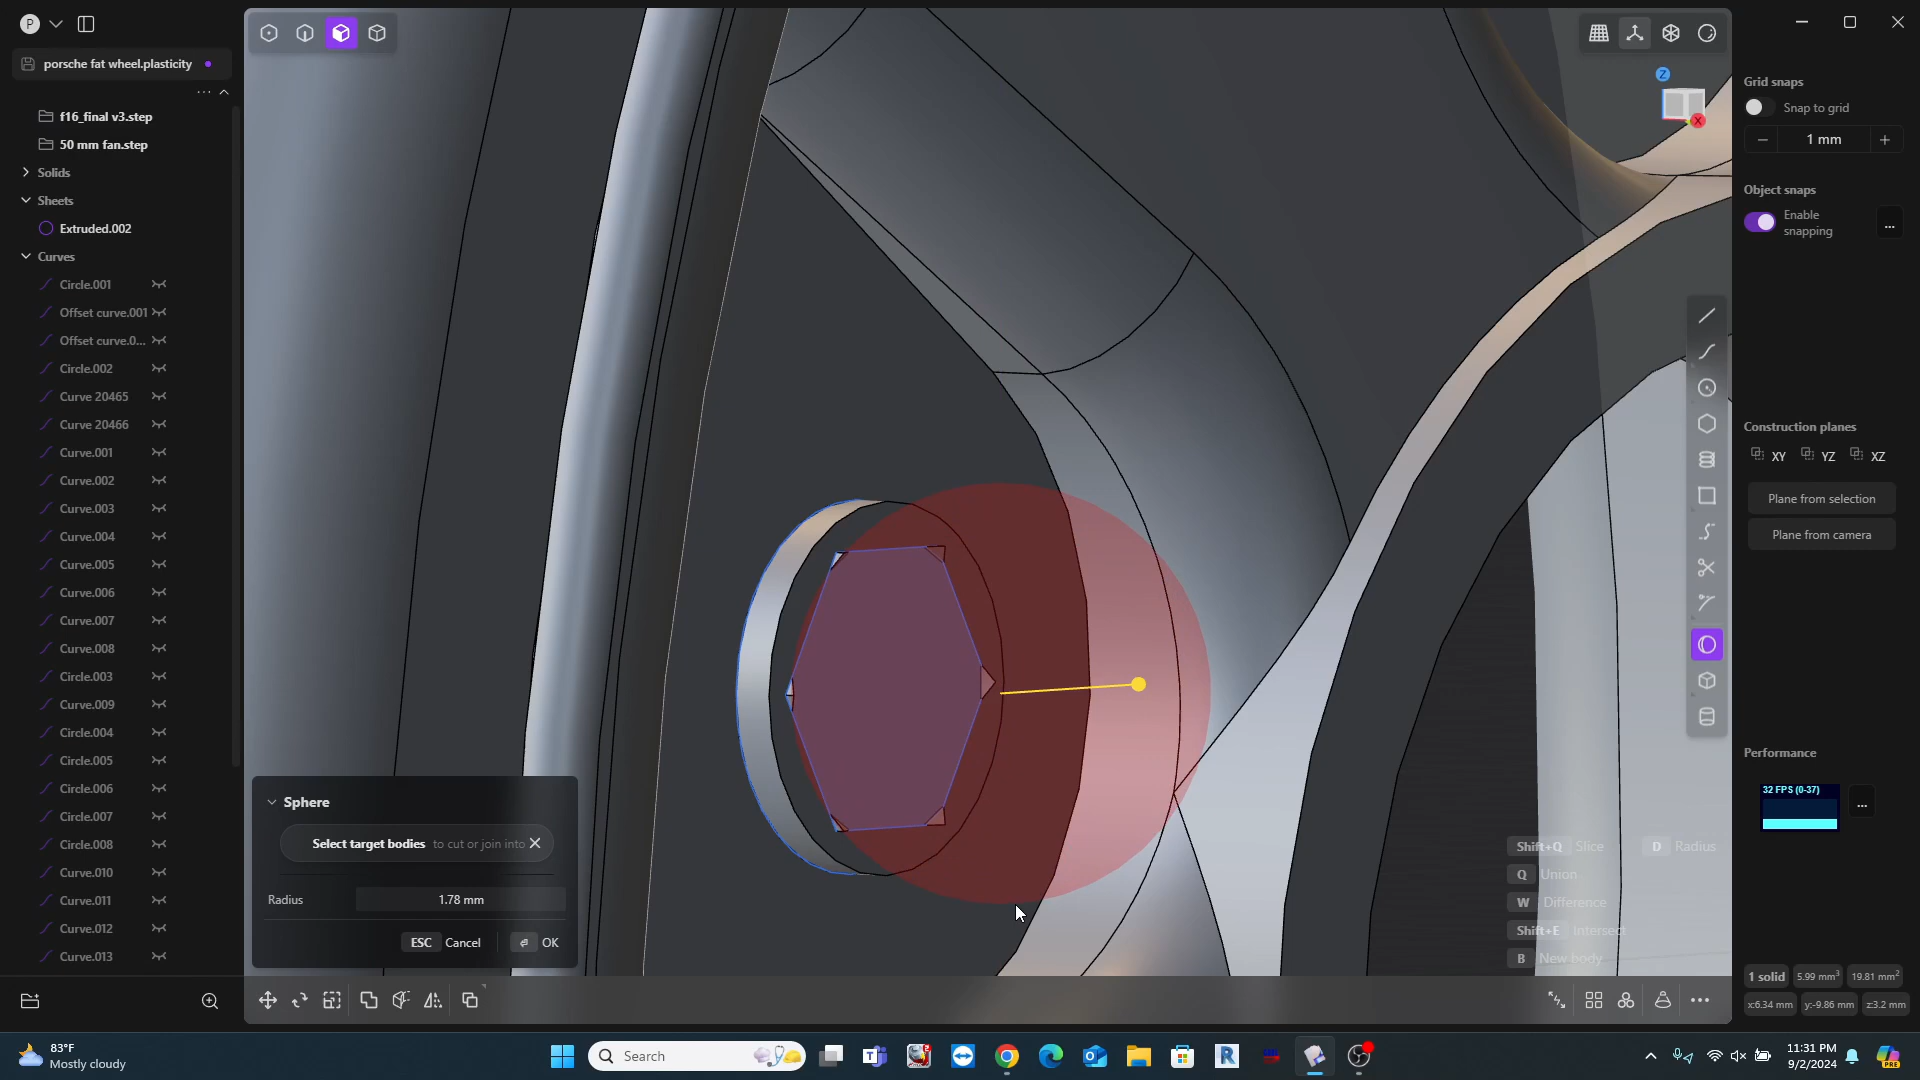 P
porsche fat wheel.plasticity
f16_final v3.step
50 mm fan.step
Solids
Sheets
Extruded.002
Curves
Circle.001
Offset curve.001
Offset curve.0...
Circle.002
Curve 20465
Curve 20466
Curve.001
Curve.002
Curve.003
Curve.004
Curve.005
Curve.006
Curve.007
Curve.008
Circle.003
Curve.009
Circle.004
Circle.005
Circle.006
Circle.007
Circle.008
Curve.010
Curve.011
Curve.012
Curve.013
Sphere
Select target bodies to cut or join into
Radius 1.78 mm
ESC Cancel OK
Z
X
Shift+Q Slice D Radius
Q Union
W Difference
Shift+E Intersect
B New body
Grid snaps
Snap to grid
1 mm
Object snaps
Enable
snapping
...
Construction planes
XY YZ XZ
Plane from selection
Plane from camera
Performance
32 FPS (0-37)
...
1 solid 5.99 mm³ 19.81 mm²
x:6.34 mm y:-9.86 mm z:3.2 mm
83°F
Mostly cloudy
Search
11:31 PM
9/2/2024